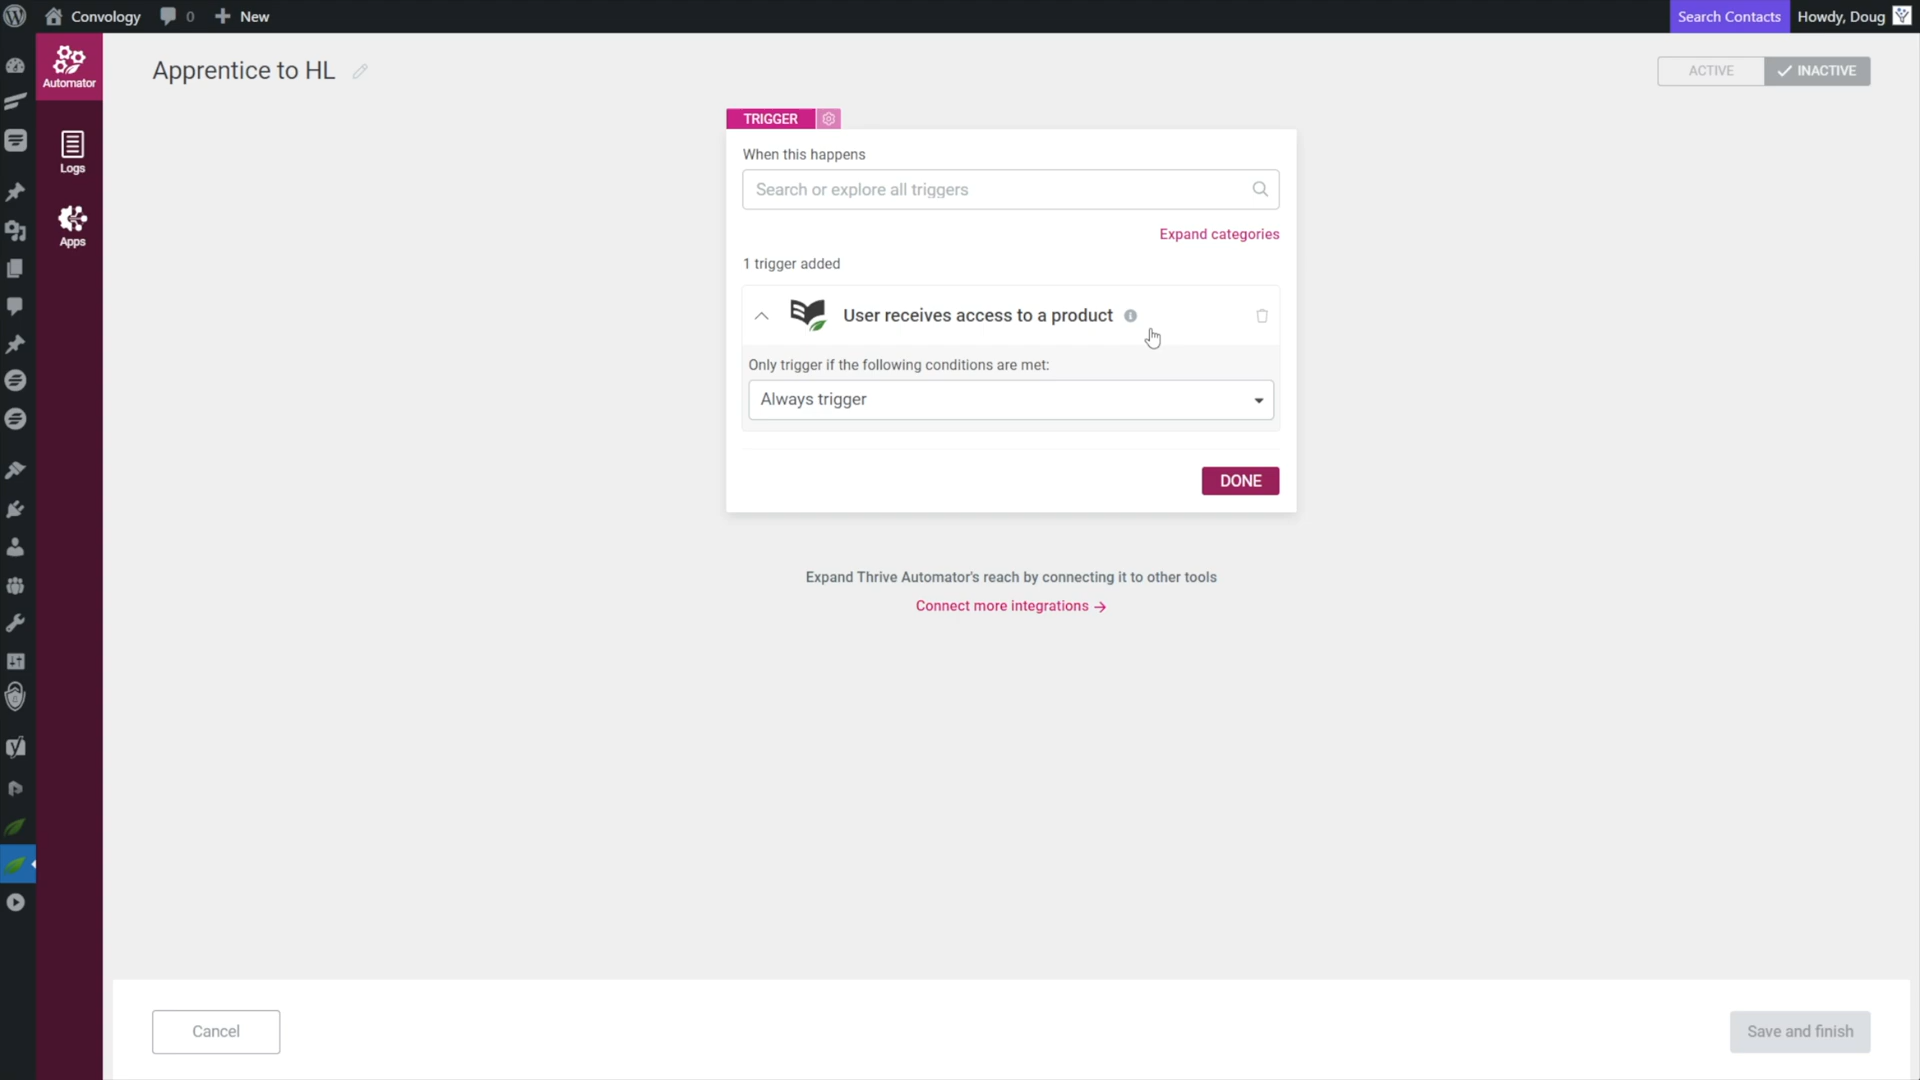 Convology
0
New
Search Contacts
Howdy, Doug
Automator
Logs
Apps
Apprentice to HL
ACTIVE
INACTIVE
TRIGGER
When this happens
Search or explore all triggers
Expand categories
1 trigger added
User receives access to a product
Only trigger if the following conditions are met:
Always trigger
DONE
Expand Thrive Automator's reach by connecting it to other tools
Connect more integrations →
Cancel
Save and finish